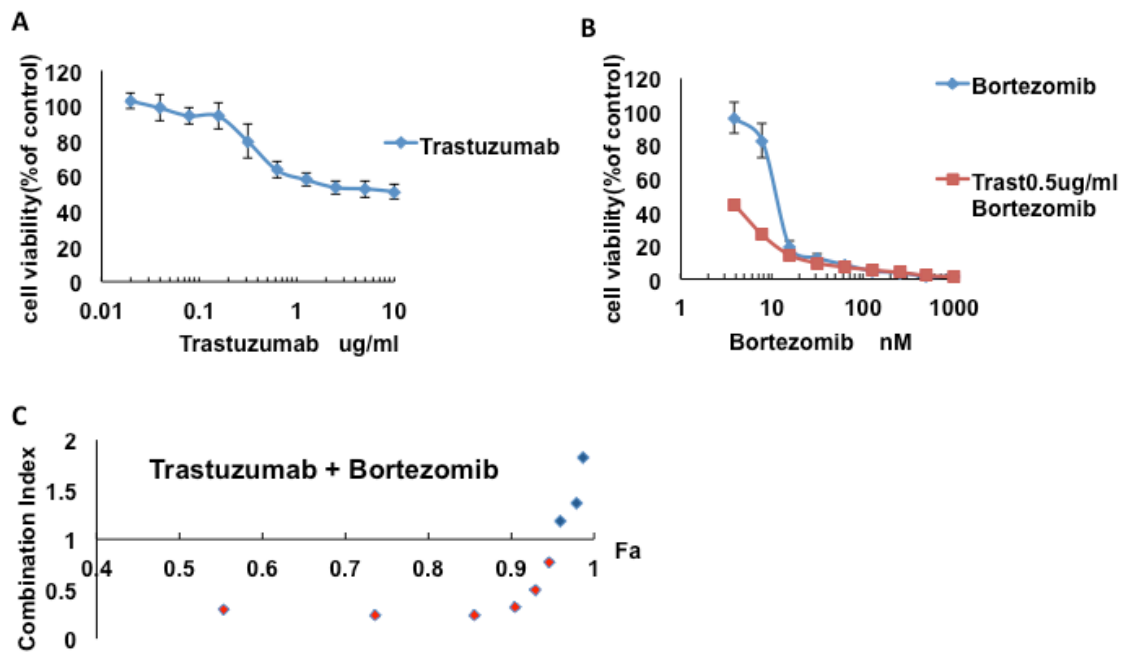 A
cell viability(%of control)
120
100
80
60
40
20
0
0.01
0.1
1
10
Trastuzumab ug/ml
Trastuzumab
B
cell viability(%of control)
120
100
80
60
40
20
0
1
10
100
1000
Bortezomib nM
Bortezomib
Trast0.5ug/ml
Bortezomib
C
Combination Index
2
1.5
1
0.5
0
Trastuzumab + Bortezomib
0.4
0.5
0.6
0.7
0.8
0.9
1
Fa